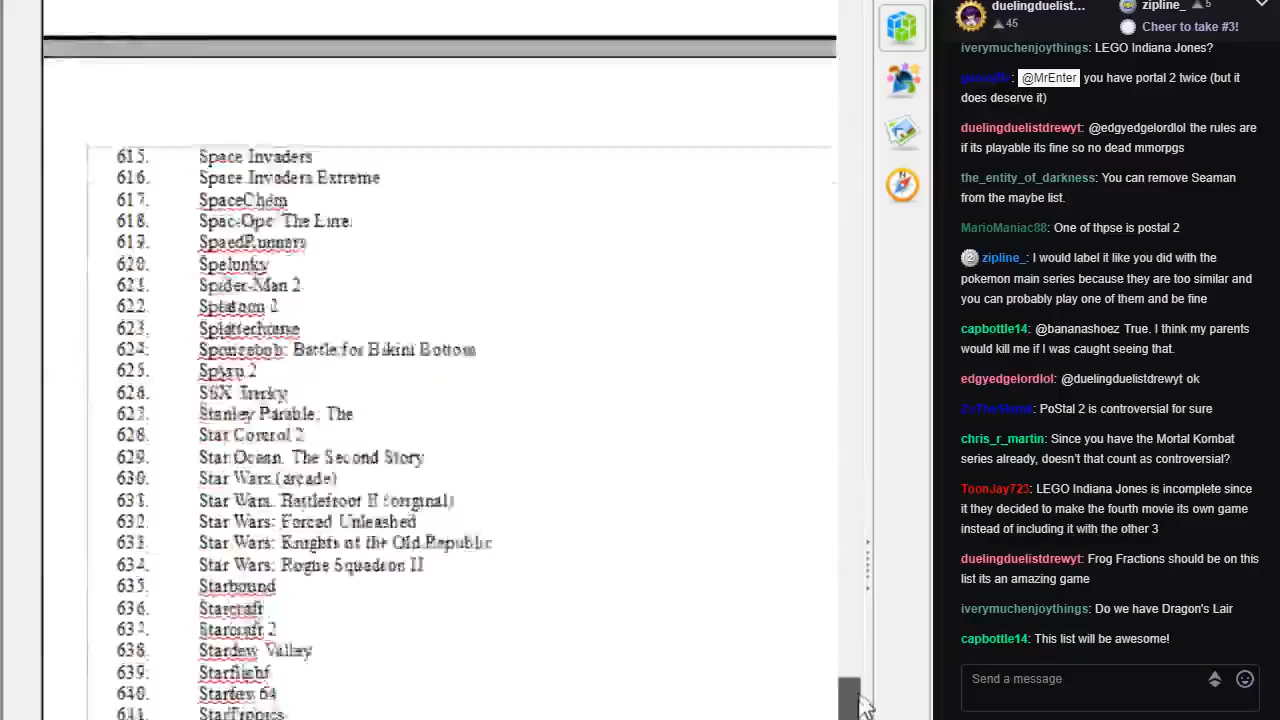 615. Space Invaders
616. Space Invaders Extreme
617. SpaceChem
618. Spec-Ops: The Line
619. SpeedRunners
620. Spelunky
621. Spider-Man 2
622. Splatoon 2
623. Splatterhouse
624. Spongebob: Battle for Bikini Bottom
625. Spyro 2
626. SSX Tricky
627. Stanley Parable, The
628. Star Control 2
629. Star Ocean: The Second Story
630. Star Wars (arcade)
631. Star Wars: Battlefront II (original)
632. Star Wars: Forced Unleashed
633. Star Wars: Knights of the Old Republic
634. Star Wars: Rogue Squadron II
635. Starbound
636. Starcraft
637. Starcraft 2
638. Stardew Valley
639. Starflight
640. Starfox 64
641. StarTropics
duelingduelist...
45
zipline_ 5
Cheer to take #3!
iverymuchenjoythings: LEGO Indiana Jones?
@MrEnter you have portal 2 twice (but it
does deserve it)
duelingduelistdrewyt: @edgyedgelordlol the rules are
if its playable its fine so no dead mmorpgs
the_entity_of_darkness: You can remove Seaman
from the maybe list.
MarioManiac88: One of thpse is postal 2
2 zipline_: I would label it like you did with the
pokemon main series because they are too similar and
you can probably play one of them and be fine
capbottle14: @bananashoez True. I think my parents
would kill me if I was caught seeing that.
edgyedgelordlol: @duelingduelistdrewyt ok
ZoTheSkunk: PoStal 2 is controversial for sure
chris_r_martin: Since you have the Mortal Kombat
series already, doesn't that count as controversial?
ToonJay723: LEGO Indiana Jones is incomplete since
it they decided to make the fourth movie its own game
instead of including it with the other 3
duelingduelistdrewyt: Frog Fractions should be on this
list its an amazing game
iverymuchenjoythings: Do we have Dragon's Lair
capbottle14: This list will be awesome!
Send a message